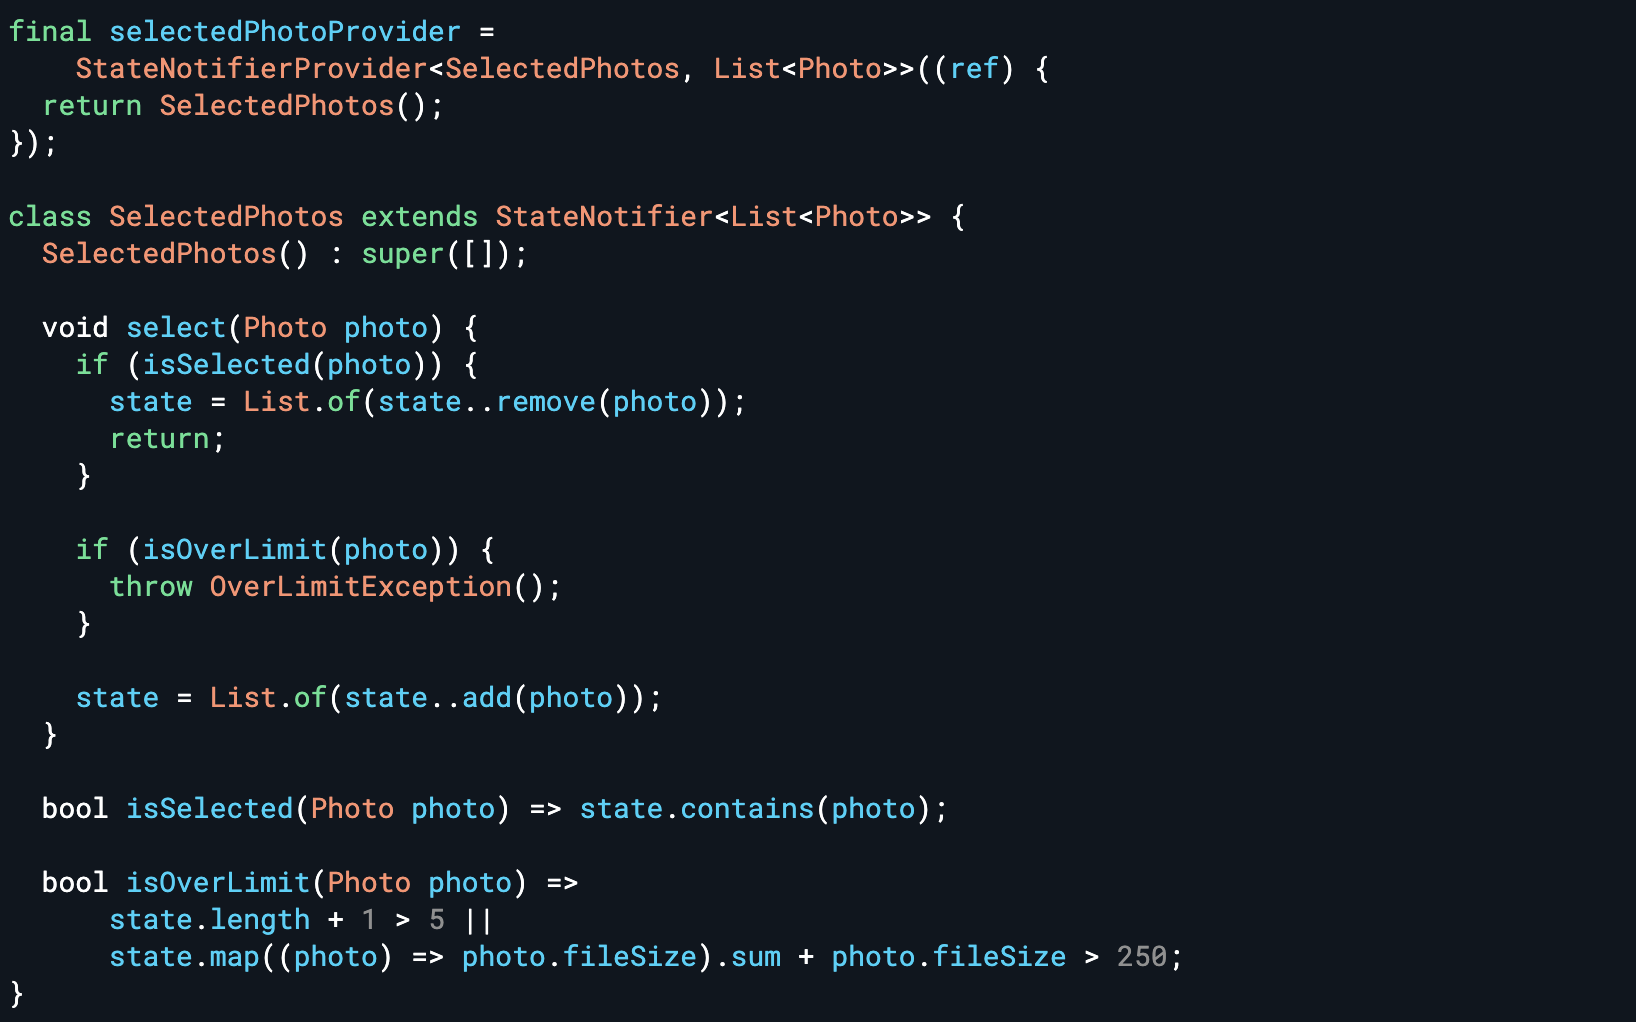 final selectedPhotoProvider =
    StateNotifierProvider<SelectedPhotos, List<Photo>>((ref) {
  return SelectedPhotos();
});

class SelectedPhotos extends StateNotifier<List<Photo>> {
  SelectedPhotos() : super([]);

  void select(Photo photo) {
    if (isSelected(photo)) {
      state = List.of(state..remove(photo));
      return;
    }

    if (isOverLimit(photo)) {
      throw OverLimitException();
    }

    state = List.of(state..add(photo));
  }

  bool isSelected(Photo photo) => state.contains(photo);

  bool isOverLimit(Photo photo) =>
      state.length + 1 > 5 ||
      state.map((photo) => photo.fileSize).sum + photo.fileSize > 250;
}